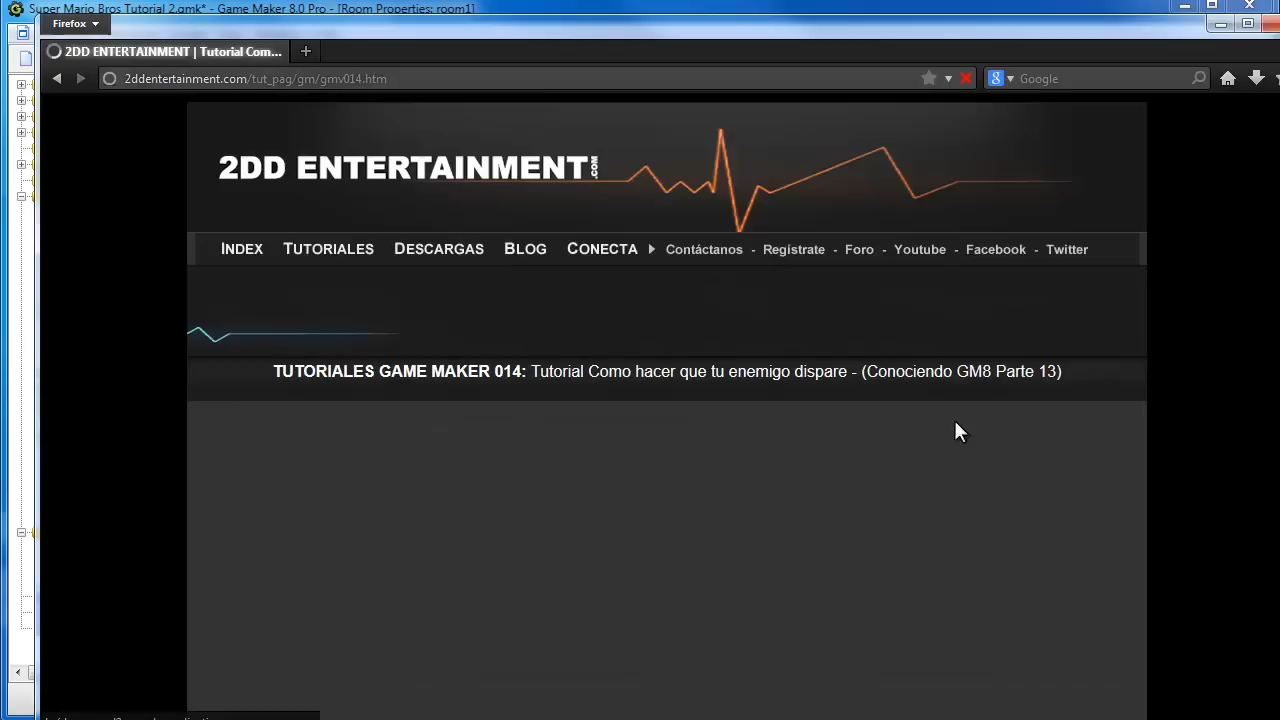 Super Mario Bros Tutorial 2.gmk* - Game Maker 8.0 Pro - [Room Properties: room1]
Firefox
2DD ENTERTAINMENT | Tutorial Com...
2ddentertainment.com/tut_pag/gm/gmv014.htm
Google
2DD ENTERTAINMENT.COM
INDEX TUTORIALES DESCARGAS BLOG CONECTA Contáctanos - Regístrate - Foro - Youtube - Facebook - Twitter
TUTORIALES GAME MAKER 014: Tutorial Como hacer que tu enemigo dispare - (Conociendo GM8 Parte 13)